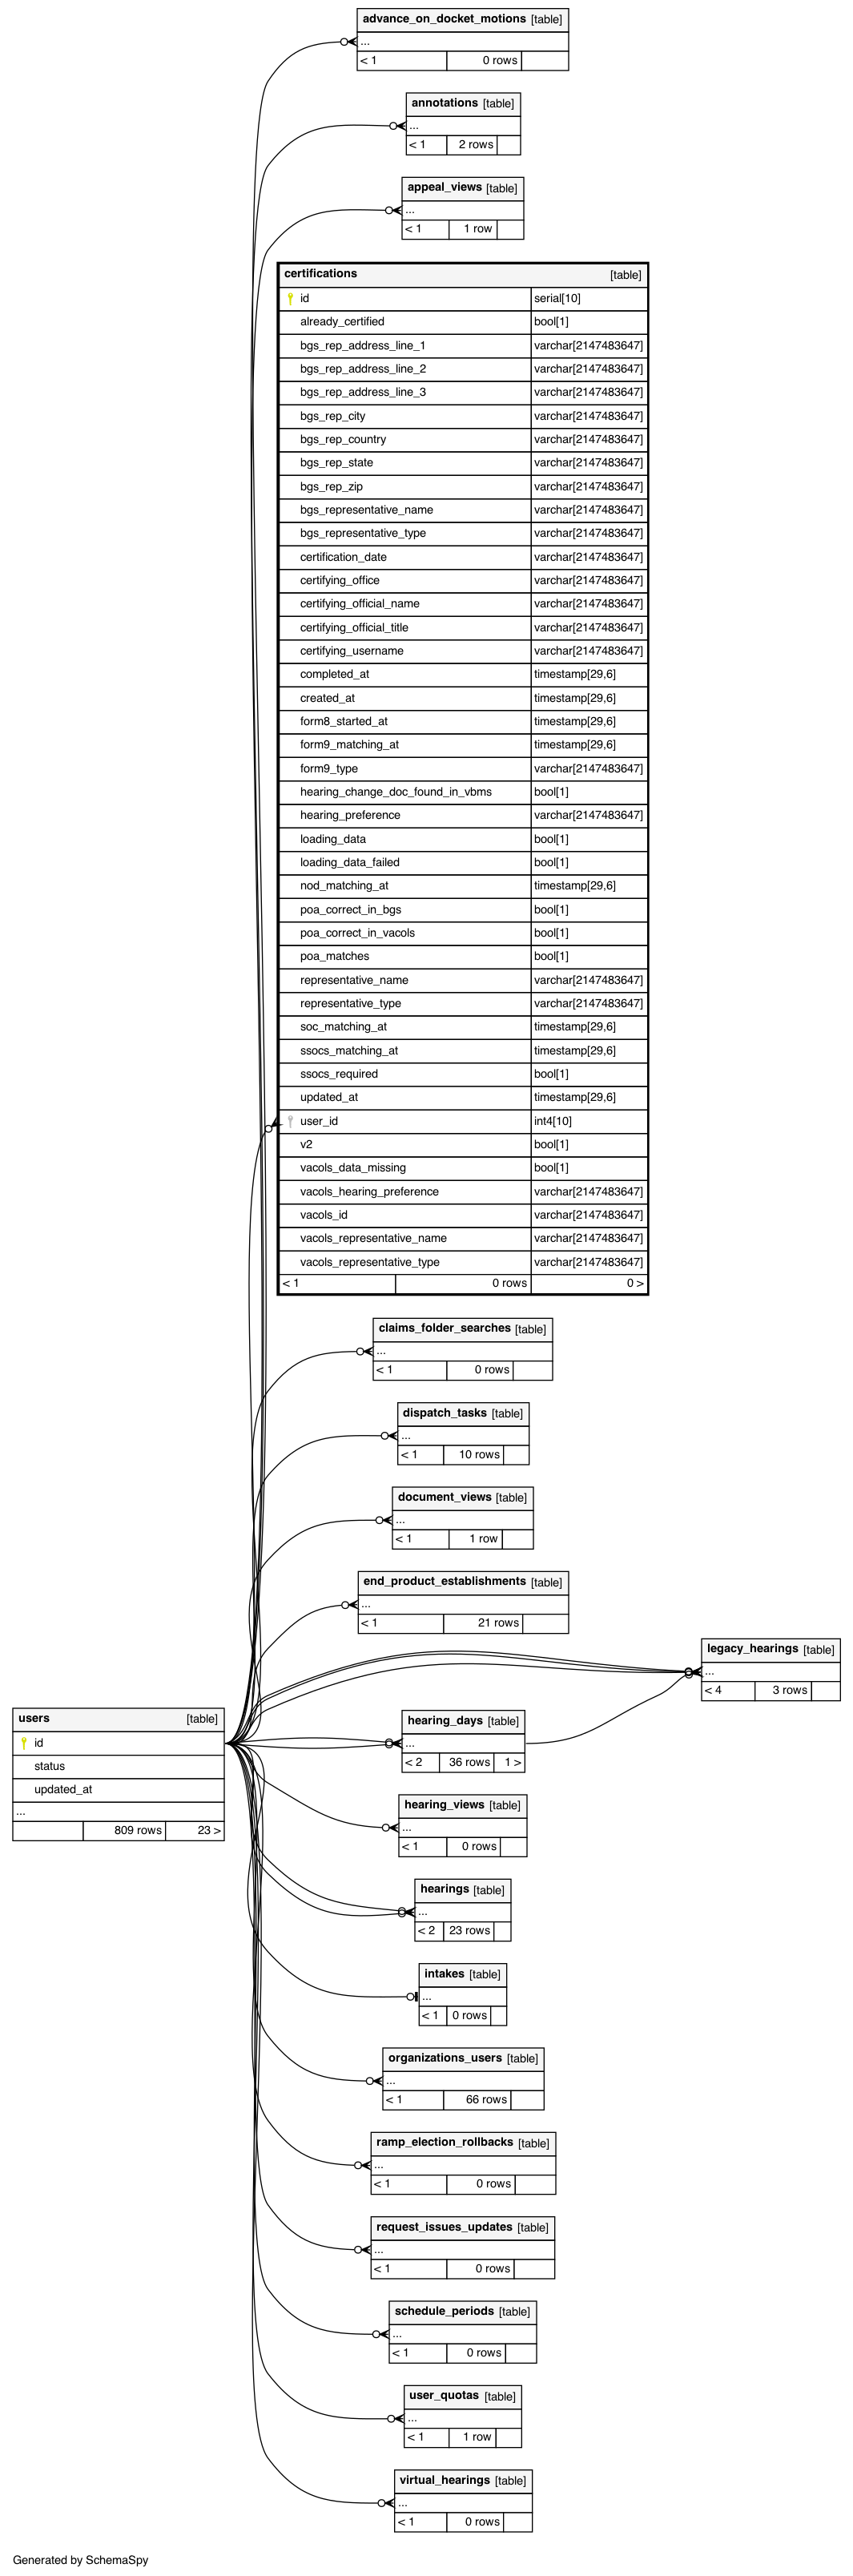 advance_on_docket_motions [table]
...
< 1 0 rows
annotations [table]
...
< 1 2 rows
appeal_views [table]
...
< 1 1 row
certifications [table]
id serial[10]
already_certified bool[1]
bgs_rep_address_line_1 varchar[2147483647]
bgs_rep_address_line_2 varchar[2147483647]
bgs_rep_address_line_3 varchar[2147483647]
bgs_rep_city varchar[2147483647]
bgs_rep_country varchar[2147483647]
bgs_rep_state varchar[2147483647]
bgs_rep_zip varchar[2147483647]
bgs_representative_name varchar[2147483647]
bgs_representative_type varchar[2147483647]
certification_date varchar[2147483647]
certifying_office varchar[2147483647]
certifying_official_name varchar[2147483647]
certifying_official_title varchar[2147483647]
certifying_username varchar[2147483647]
completed_at timestamp[29,6]
created_at timestamp[29,6]
form8_started_at timestamp[29,6]
form9_matching_at timestamp[29,6]
form9_type varchar[2147483647]
hearing_change_doc_found_in_vbms bool[1]
hearing_preference varchar[2147483647]
loading_data bool[1]
loading_data_failed bool[1]
nod_matching_at timestamp[29,6]
poa_correct_in_bgs bool[1]
poa_correct_in_vacols bool[1]
poa_matches bool[1]
representative_name varchar[2147483647]
representative_type varchar[2147483647]
soc_matching_at timestamp[29,6]
ssocs_matching_at timestamp[29,6]
ssocs_required bool[1]
updated_at timestamp[29,6]
user_id int4[10]
v2 bool[1]
vacols_data_missing bool[1]
vacols_hearing_preference varchar[2147483647]
vacols_id varchar[2147483647]
vacols_representative_name varchar[2147483647]
vacols_representative_type varchar[2147483647]
< 1 0 rows 0 >
claims_folder_searches [table]
...
< 1 0 rows
dispatch_tasks [table]
...
< 1 10 rows
document_views [table]
...
< 1 1 row
end_product_establishments [table]
...
< 1 21 rows
legacy_hearings [table]
...
< 4 3 rows
users [table]
id
status
updated_at
...
809 rows 23 >
hearing_days [table]
...
< 2 36 rows 1 >
hearing_views [table]
...
< 1 0 rows
hearings [table]
...
< 2 23 rows
intakes [table]
...
< 1 0 rows
organizations_users [table]
...
< 1 66 rows
ramp_election_rollbacks [table]
...
< 1 0 rows
request_issues_updates [table]
...
< 1 0 rows
schedule_periods [table]
...
< 1 0 rows
user_quotas [table]
...
< 1 1 row
virtual_hearings [table]
...
< 1 0 rows
Generated by SchemaSpy